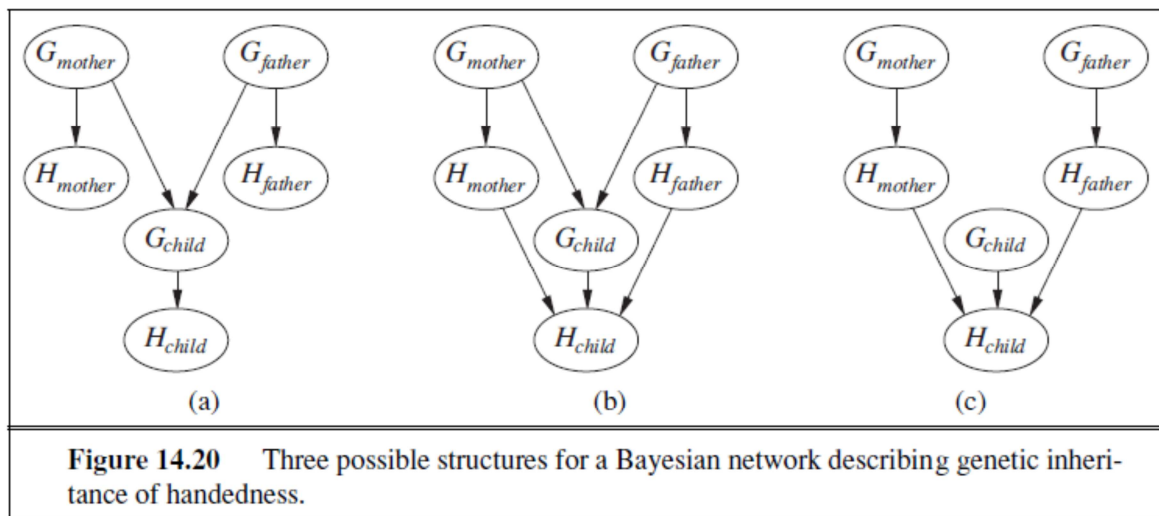 G_mother G_father G_mother G_father G_mother G_father
H_mother H_father H_mother H_father H_mother H_father
G_child G_child G_child
H_child H_child H_child
(a) (b) (c)
Figure 14.20 Three possible structures for a Bayesian network describing genetic inheri-
tance of handedness.